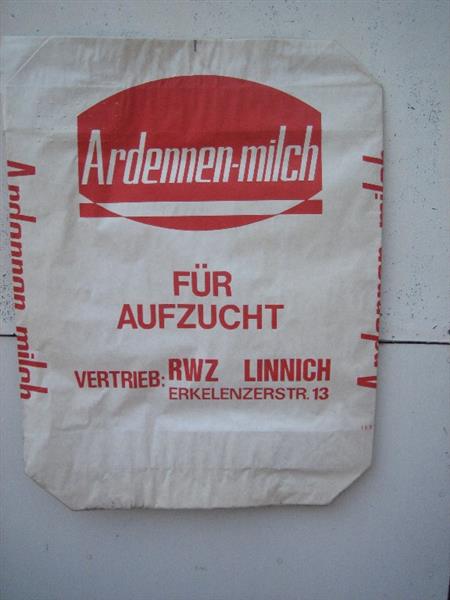 Ardennen-milch
FÜR
AUFZUCHT
VERTRIEB: RWZ LINNICH
ERKELENZERSTR. 13
Ardennen milch